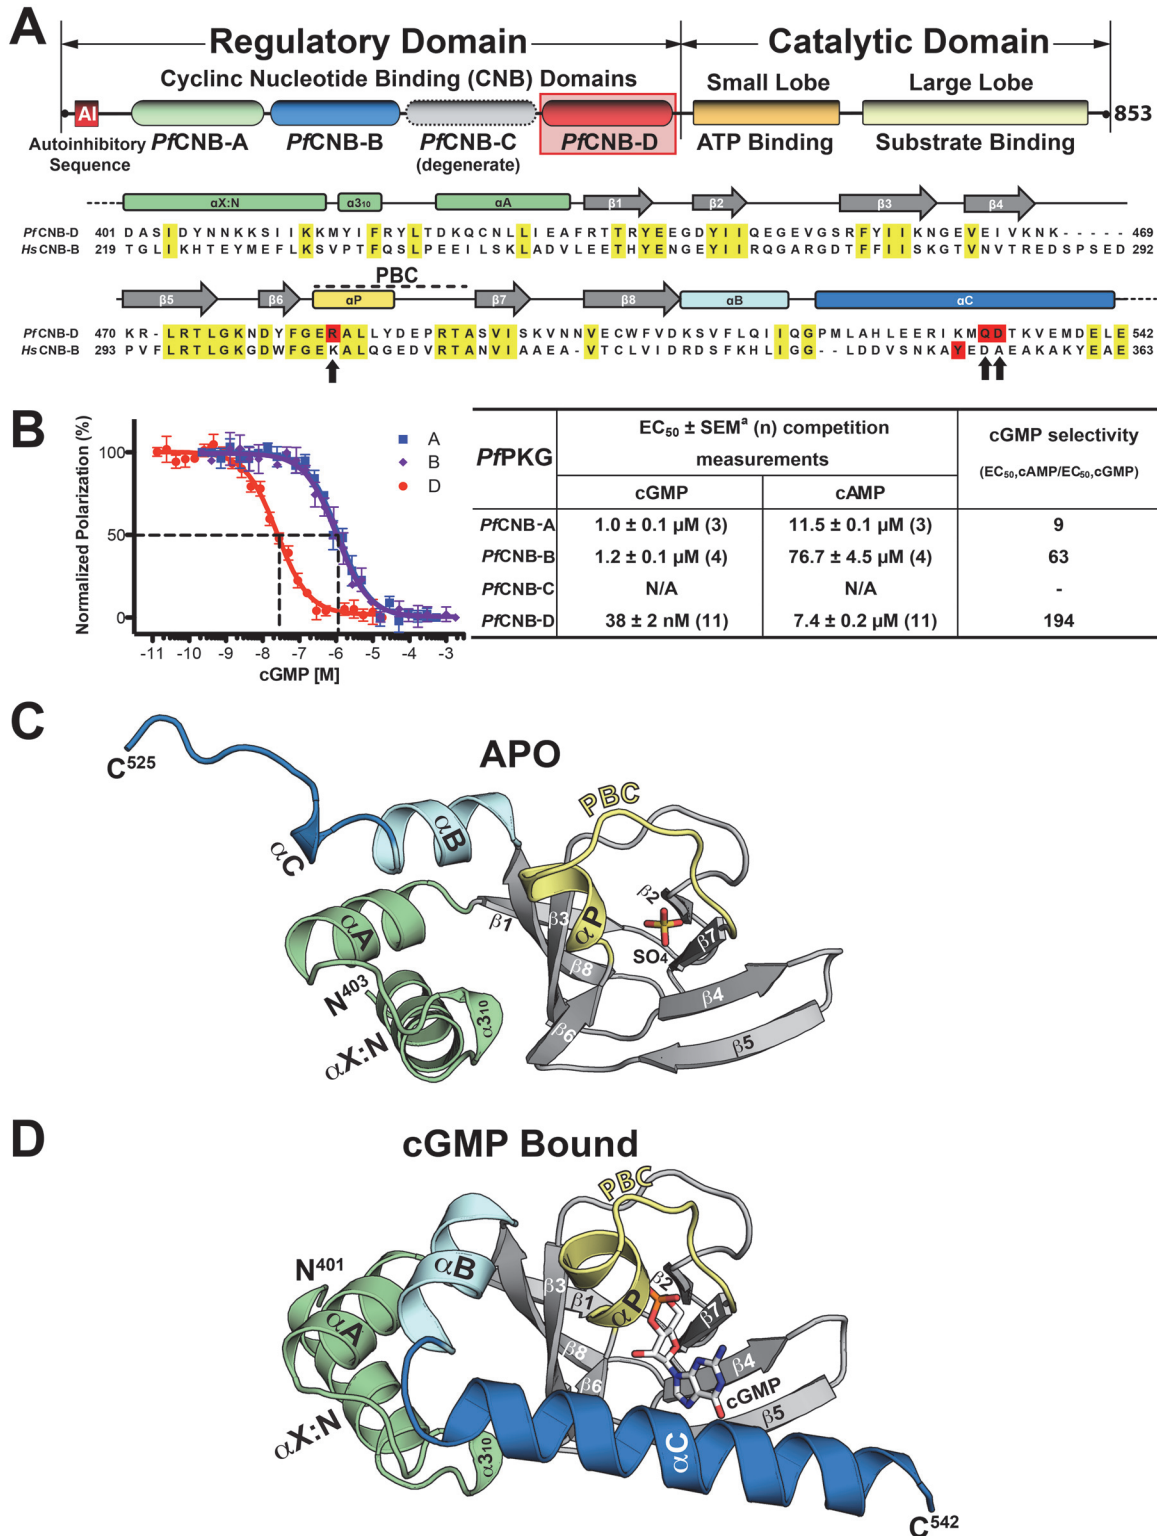 A
Regulatory Domain
Catalytic Domain
Cyclinc Nucleotide Binding (CNB) Domains
Small Lobe
Large Lobe
AI
853
Autoinhibitory
Sequence
PfCNB-A
PfCNB-B
PfCNB-C
(degenerate)
PfCNB-D
ATP Binding
Substrate Binding
αX:N α3₁₀ αA β1 β2 β3 β4
PfCNB-D 401 DASIDYNNKKSIIKKMYIFRYLTDKQCNLLIEAFRTTRYEEGDYIIQEGEVGSRFYIIKNGEVEIVKNK----- 469
HsCNB-B 219 TGLIKHTEYMEFLKSVPTFQSLPEEILSKLADVLEETHYENGEYIIRQGARGDTFFIISKGTVNVTREDSPSED 292
PBC
β5 β6 αP β7 β8 αB αC
PfCNB-D 470 KR-LRTLGKNDYFGERALLYDEPRTASVISKVNNVECWFVDKSVFLQIIQGPMLAHLEERIKMQDTKVEMDELE 542
HsCNB-B 293 PVFLRTLGKGDWFGEKALQGEDVRTANVIAAEA-VTCLVIDRDSFKHLIGG--LDDVSNKAYEDAEAKAKYEAE 363
B
Normalized Polarization (%)
100
50
0
A
B
D
-11 -10 -9 -8 -7 -6 -5 -4 -3
cGMP [M]
PfPKG
EC₅₀ ± SEMᵃ (n) competition
measurements
cGMP selectivity
(EC₅₀,cAMP/EC₅₀,cGMP)
cGMP cAMP
PfCNB-A 1.0 ± 0.1 µM (3) 11.5 ± 0.1 µM (3) 9
PfCNB-B 1.2 ± 0.1 µM (4) 76.7 ± 4.5 µM (4) 63
PfCNB-C N/A N/A -
PfCNB-D 38 ± 2 nM (11) 7.4 ± 0.2 µM (11) 194
C
APO
C⁵²⁵
PBC
αB
αC
β2
αA
β1
β3
αP
β7
SO₄
β8
N⁴⁰³
β4
α3₁₀
β6
αX:N
β5
D
cGMP Bound
PBC
N⁴⁰¹
αB
β3
β2
β1
αP
β7
αA
β8
β4
β6
cGMP
β5
αX:N
α3₁₀
αC
C⁵⁴²